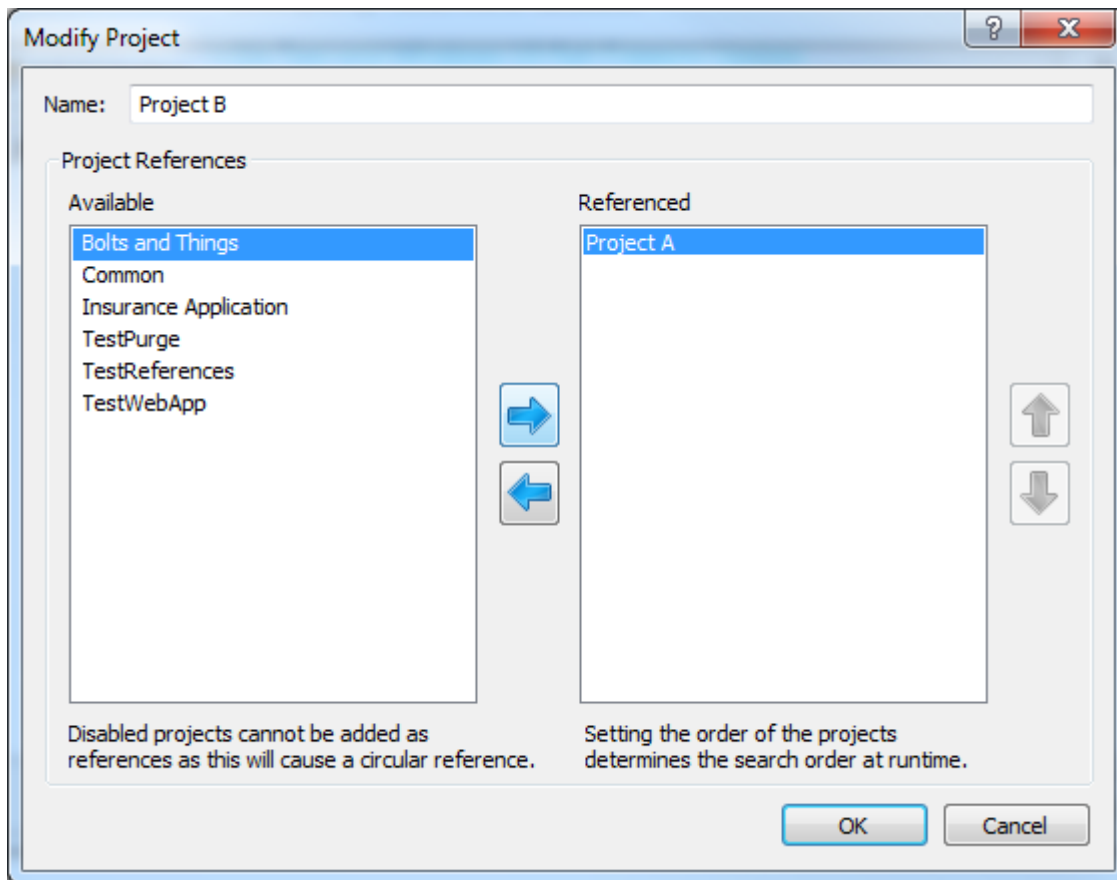 Modify Project
Name: Project B
Project References
Available
Referenced
Bolts and Things
Common
Insurance Application
TestPurge
TestReferences
TestWebApp
Project A
Disabled projects cannot be added as
references as this will cause a circular reference.
Setting the order of the projects
determines the search order at runtime.
OK
Cancel